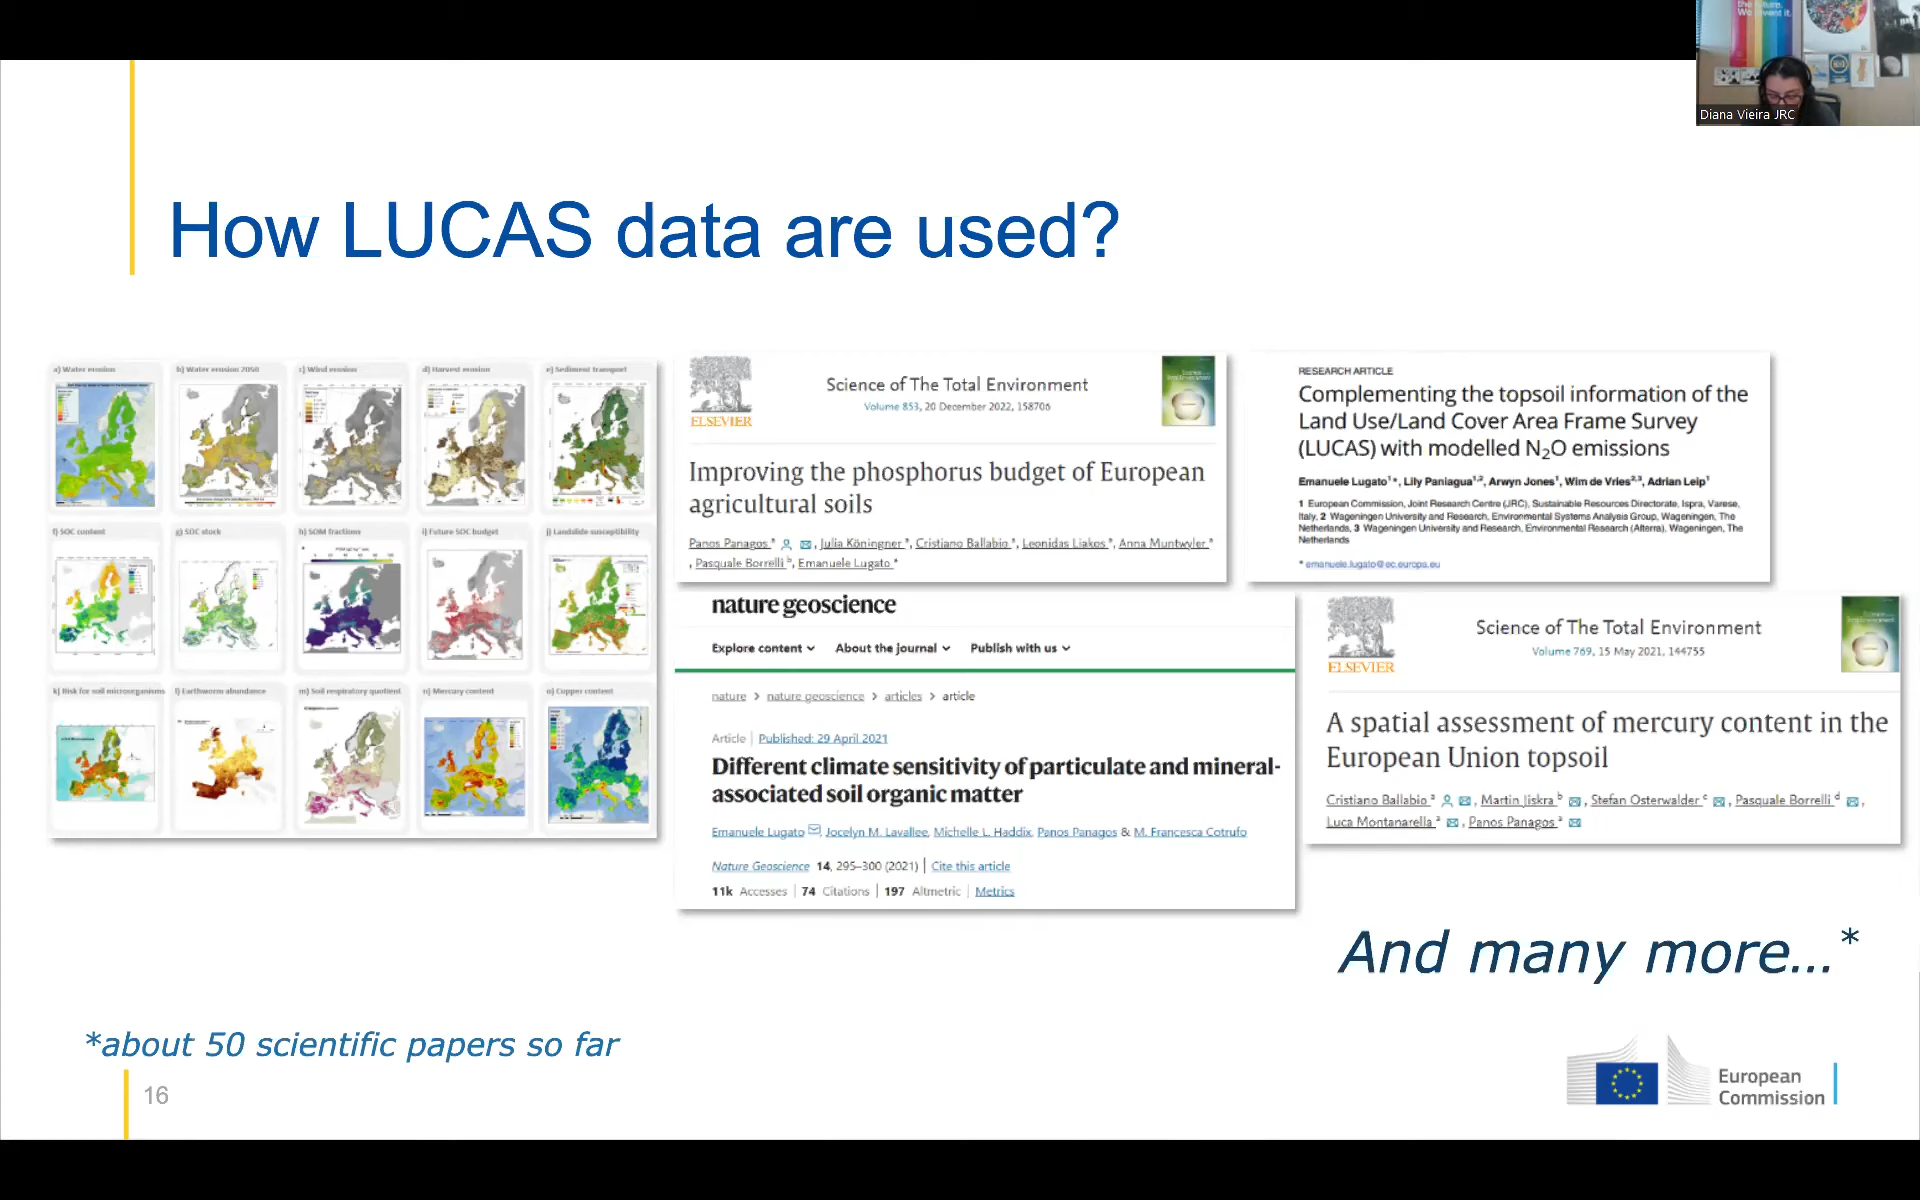 the future.
We invent it.
Diana Vieira JRC
How LUCAS data are used?
a) Water erosion
b) Water erosion 2050
c) Wind erosion
d) Harvest erosion
e) Sediment transport
f) SOC content
g) SOC stock
h) SOM fractions
i) Future SOC budget
j) Landslide susceptibility
k) Risk for soil microorganisms
l) Earthworm abundance
m) Soil respiratory quotient
n) Mercury content
o) Copper content
ELSEVIER
Science of The Total Environment
Volume 853, 20 December 2022, 158706
Improving the phosphorus budget of European
agricultural soils
Panos Panagos a, Julia Köningner a, Cristiano Ballabio a, Leonidas Liakos a, Anna Muntwyler a
, Pasquale Borrelli b, Emanuele Lugato a
RESEARCH ARTICLE
Complementing the topsoil information of the
Land Use/Land Cover Area Frame Survey
(LUCAS) with modelled N2O emissions
Emanuele Lugato1*, Lily Paniagua1,2, Arwyn Jones1, Wim de Vries2,3, Adrian Leip1
1 European Commission, Joint Research Centre (JRC), Sustainable Resources Directorate, Ispra, Varese,
Italy, 2 Wageningen University and Research, Environmental Systems Analysis Group, Wageningen, The
Netherlands, 3 Wageningen University and Research, Environmental Research (Alterra), Wageningen, The
Netherlands
* emanuele.lugato@ec.europa.eu
nature geoscience
Explore content About the journal Publish with us
nature > nature geoscience > articles > article
Article | Published: 29 April 2021
Different climate sensitivity of particulate and mineral-
associated soil organic matter
Emanuele Lugato, Jocelyn M. Lavallee, Michelle L. Haddix, Panos Panagos & M. Francesca Cotrufo
Nature Geoscience 14, 295–300 (2021) | Cite this article
11k Accesses | 74 Citations | 197 Altmetric | Metrics
ELSEVIER
Science of The Total Environment
Volume 769, 15 May 2021, 144755
A spatial assessment of mercury content in the
European Union topsoil
Cristiano Ballabio a, Martin Jiskra b, Stefan Osterwalder c, Pasquale Borrelli d,
Luca Montanarella a, Panos Panagos a
And many more...*
*about 50 scientific papers so far
16
European
Commission